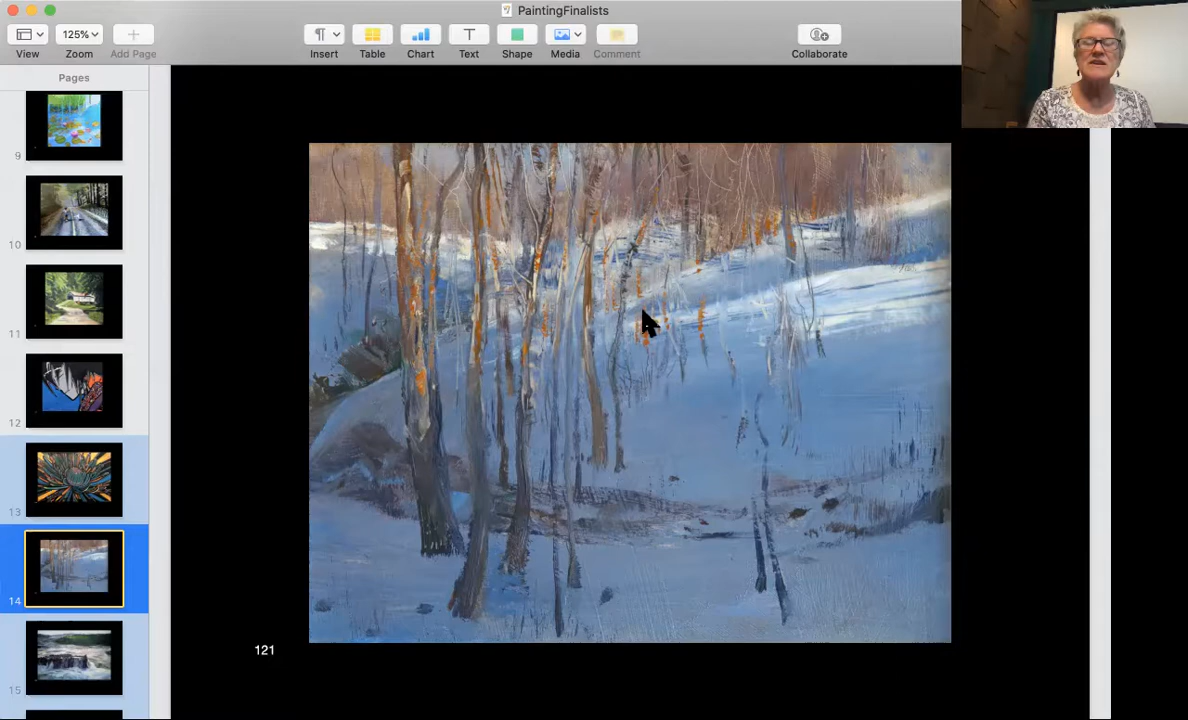 PaintingFinalists
125%
View
Zoom
Add Page
Insert
Table
Chart
Text
Shape
Media
Comment
Collaborate
Pages
9
10
11
12
13
14
15
121